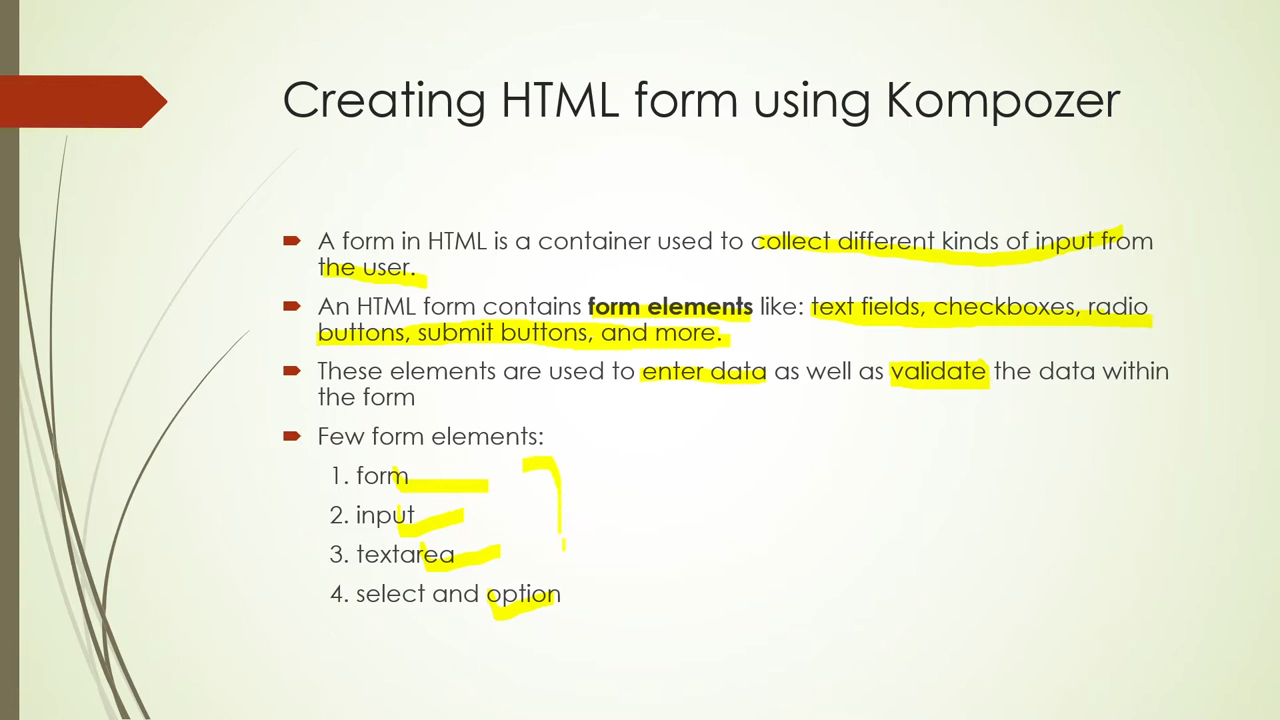 Creating HTML form using Kompozer
A form in HTML is a container used to collect different kinds of input from
the user.
An HTML form contains form elements like: text fields, checkboxes, radio
buttons, submit buttons, and more.
These elements are used to enter data as well as validate the data within
the form
Few form elements:
1. form
2. input
3. textarea
4. select and option